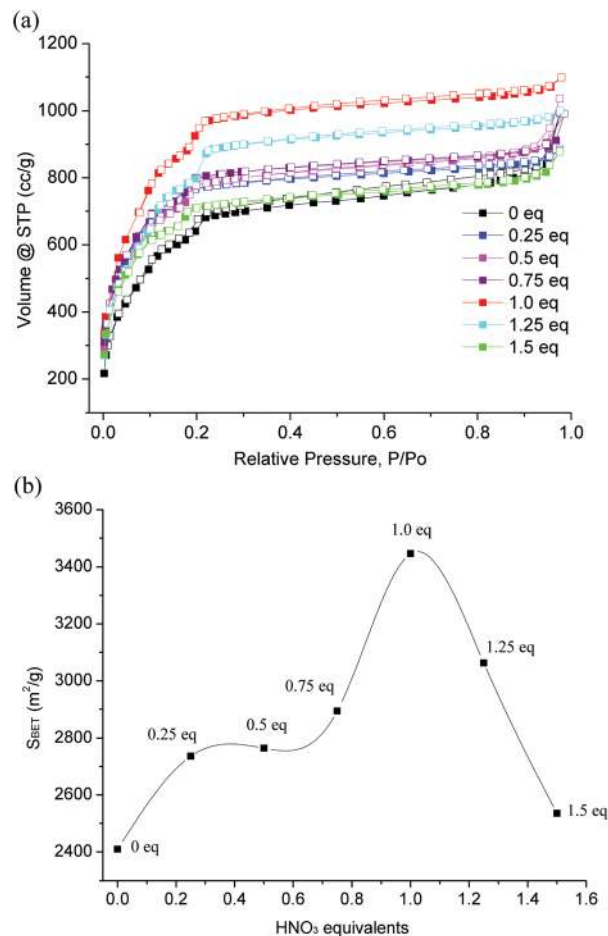 (a)
1200
1000
800
600
400
200
0.0 0.2 0.4 0.6 0.8 1.0
Volume @ STP (cc/g)
Relative Pressure, P/Po
0 eq
0.25 eq
0.5 eq
0.75 eq
1.0 eq
1.25 eq
1.5 eq
(b)
3600
3400
3200
3000
2800
2600
2400
0.0 0.2 0.4 0.6 0.8 1.0 1.2 1.4 1.6
SBET (m²/g)
HNO₃ equivalents
0 eq
0.25 eq
0.5 eq
0.75 eq
1.0 eq
1.25 eq
1.5 eq